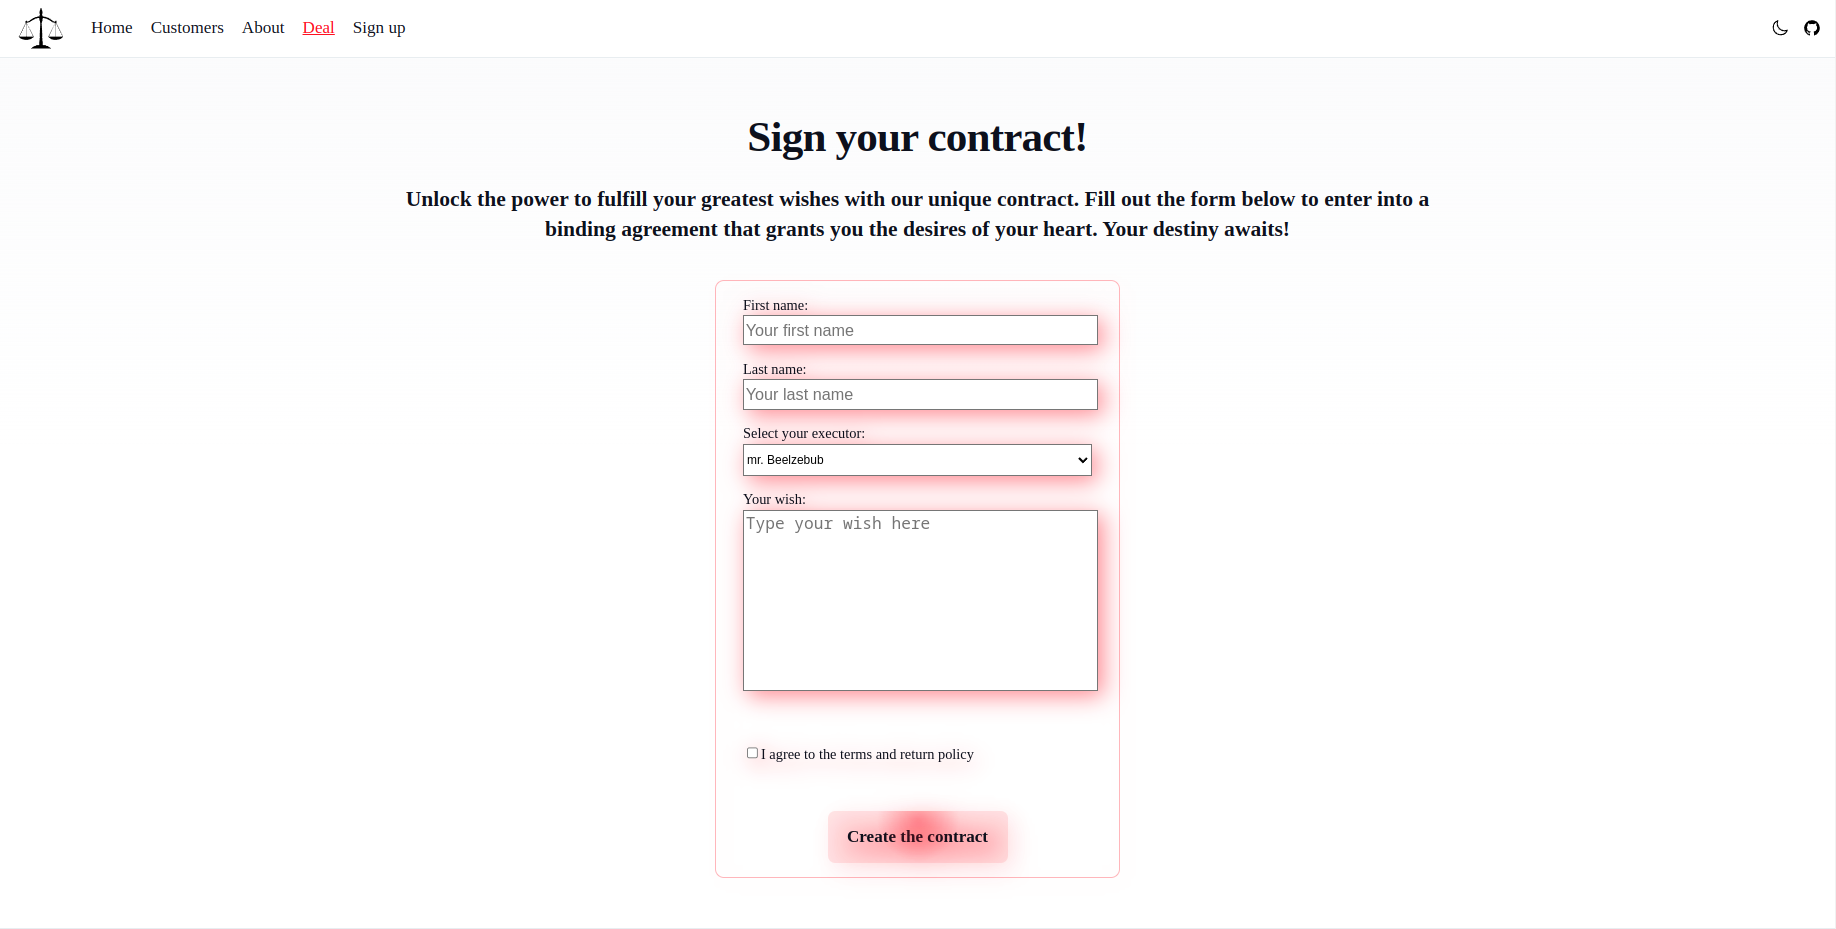 Home Customers About Deal Sign up
Sign your contract!
Unlock the power to fulfill your greatest wishes with our unique contract. Fill out the form below to enter into a
binding agreement that grants you the desires of your heart. Your destiny awaits!
First name:
Your first name
Last name:
Your last name
Select your executor:
mr. Beelzebub
Your wish:
Type your wish here
I agree to the terms and return policy
Create the contract